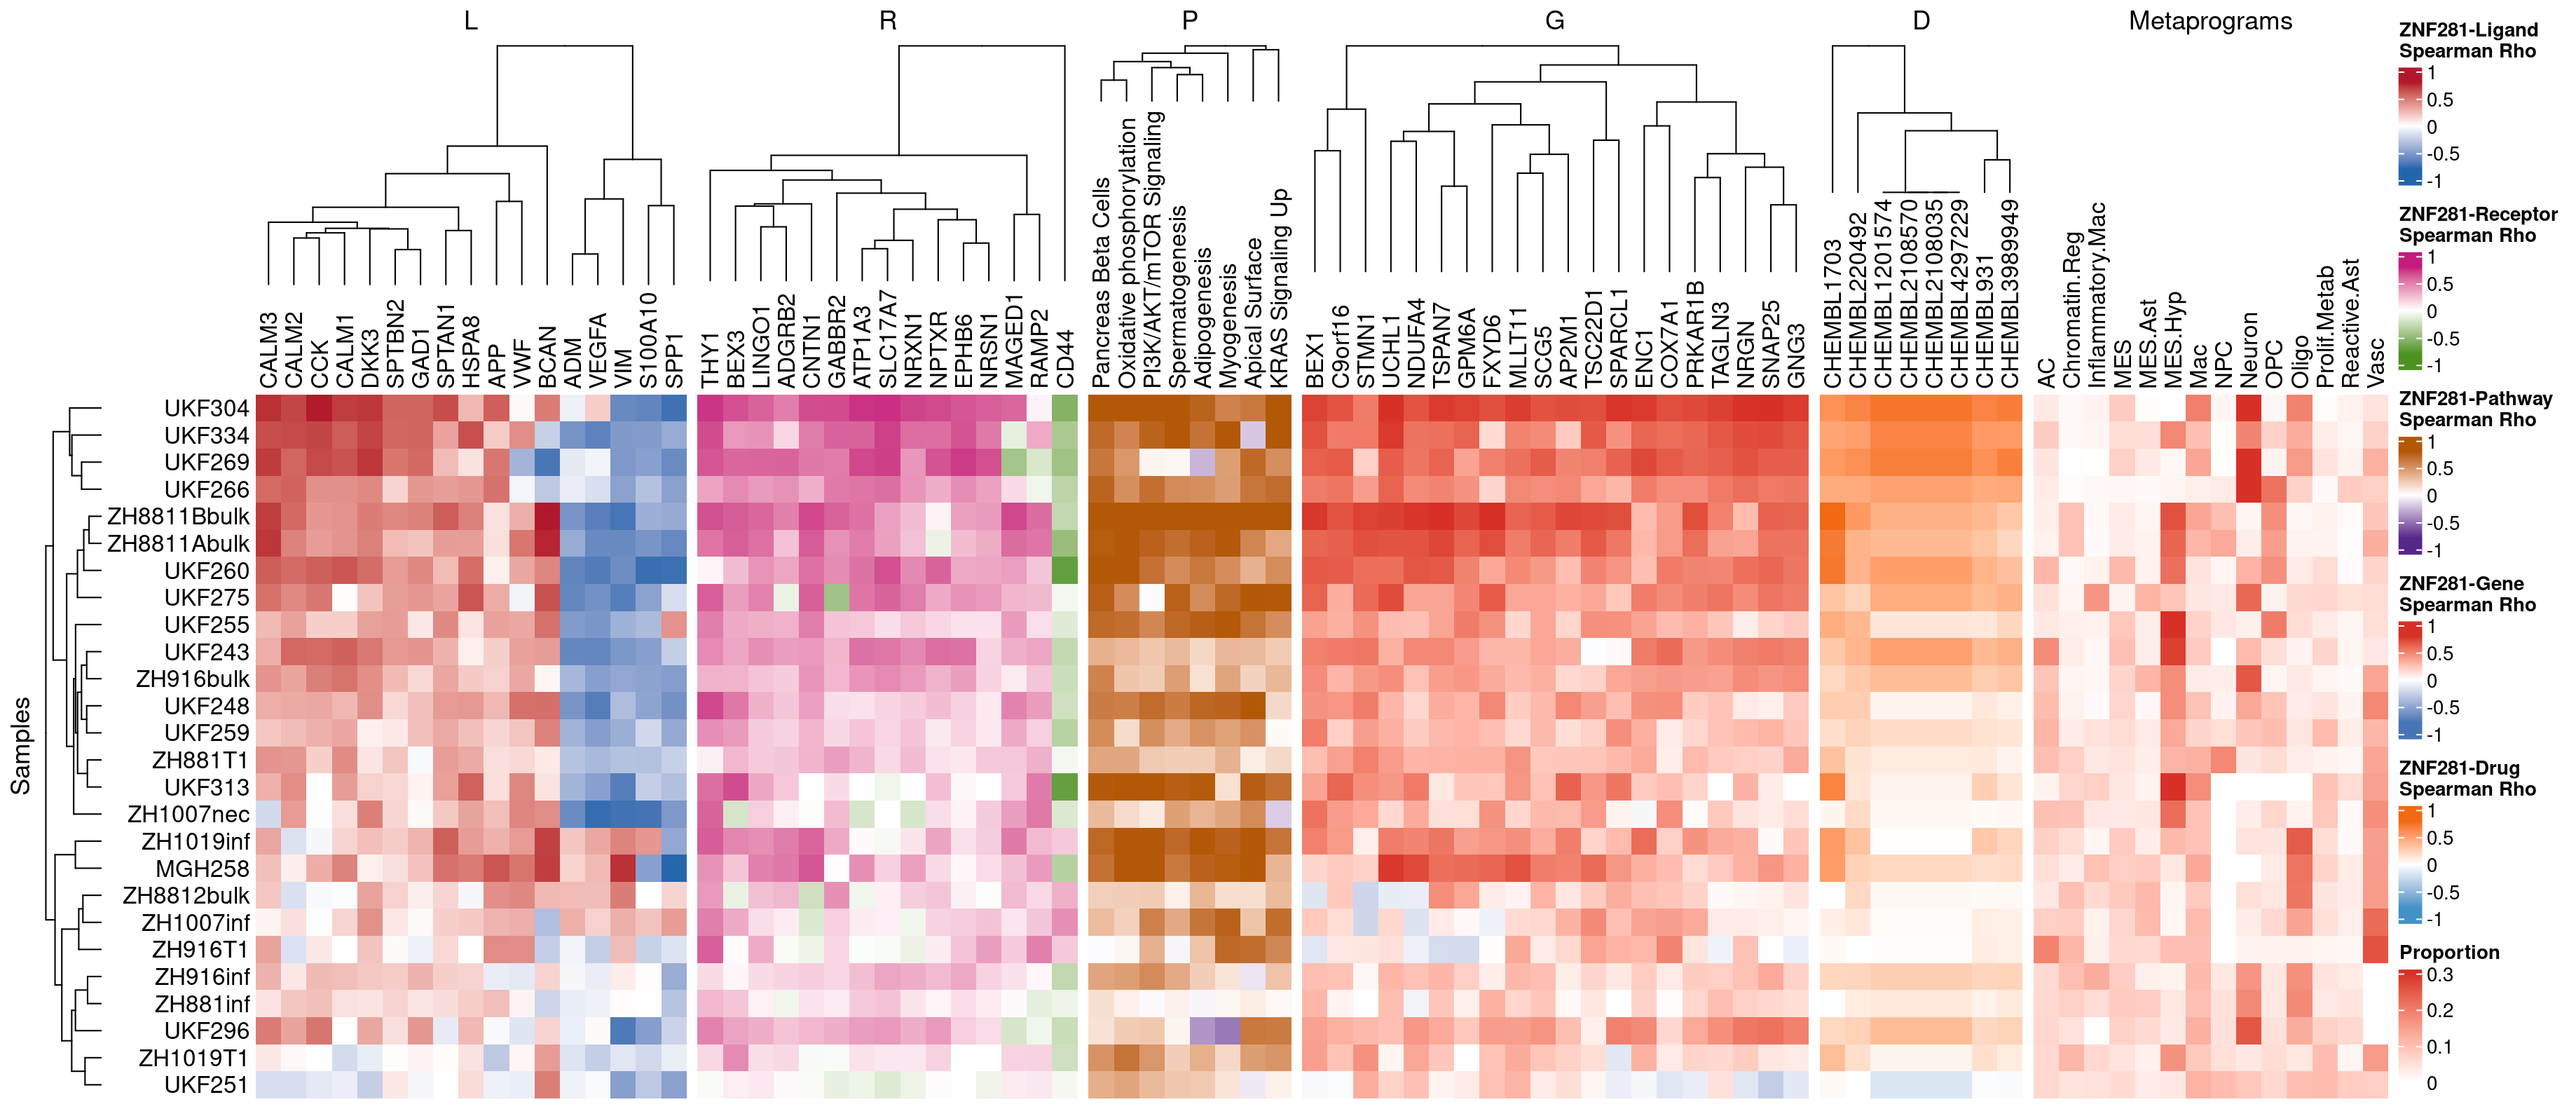 L
R
P
G
D
Metaprograms
CALM3
CALM2
CCK
CALM1
DKK3
SPTBN2
GAD1
SPTAN1
HSPA8
APP
VWF
BCAN
ADM
VEGFA
VIM
S100A10
SPP1
THY1
BEX3
LINGO1
ADGRB2
CNTN1
GABBR2
ATP1A3
SLC17A7
NRXN1
NPTXR
EPHB6
NRSN1
MAGED1
RAMP2
CD44
Pancreas Beta Cells
Oxidative phosphorylation
PI3K/AKT/mTOR Signaling
Spermatogenesis
Adipogenesis
Myogenesis
Apical Surface
KRAS Signaling Up
BEX1
C9orf16
STMN1
UCHL1
NDUFA4
TSPAN7
GPM6A
FXYD6
MLLT11
SCG5
AP2M1
TSC22D1
SPARCL1
ENC1
COX7A1
PRKAR1B
TAGLN3
NRGN
SNAP25
GNG3
CHEMBL1703
CHEMBL220492
CHEMBL1201574
CHEMBL2108570
CHEMBL2108035
CHEMBL4297229
CHEMBL931
CHEMBL3989949
AC
Chromatin.Reg
Inflammatory.Mac
MES
MES.Ast
MES.Hyp
Mac
NPC
Neuron
OPC
Oligo
Prolif.Metab
Reactive.Ast
Vasc
Samples
UKF304
UKF334
UKF269
UKF266
ZH8811Bbulk
ZH8811Abulk
UKF260
UKF275
UKF255
UKF243
ZH916bulk
UKF248
UKF259
ZH881T1
UKF313
ZH1007nec
ZH1019inf
MGH258
ZH8812bulk
ZH1007inf
ZH916T1
ZH916inf
ZH881inf
UKF296
ZH1019T1
UKF251
ZNF281-Ligand
Spearman Rho
1
0.5
0
-0.5
-1
ZNF281-Receptor
Spearman Rho
1
0.5
0
-0.5
-1
ZNF281-Pathway
Spearman Rho
1
0.5
0
-0.5
-1
ZNF281-Gene
Spearman Rho
1
0.5
0
-0.5
-1
ZNF281-Drug
Spearman Rho
1
0.5
0
-0.5
-1
Proportion
0.3
0.2
0.1
0